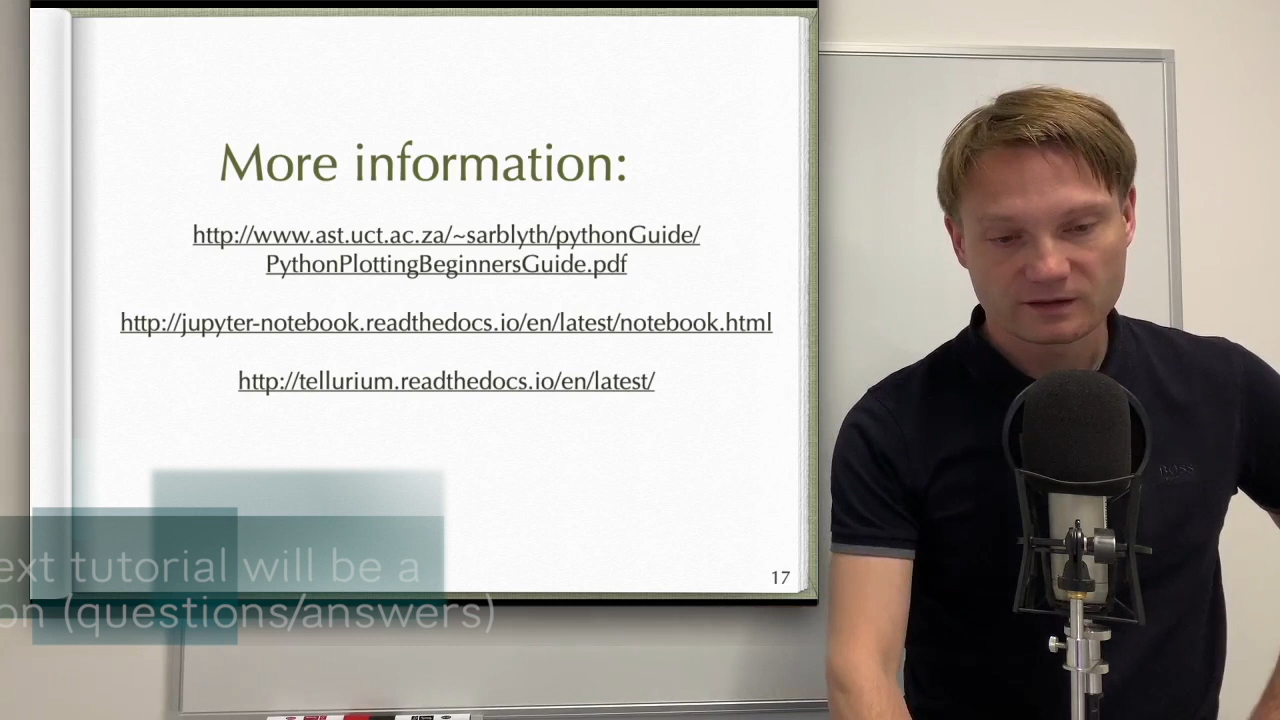 More information:
http://www.ast.uct.ac.za/~sarblyth/pythonGuide/
PythonPlottingBeginnersGuide.pdf
http://jupyter-notebook.readthedocs.io/en/latest/notebook.html
http://tellurium.readthedocs.io/en/latest/
17
ext tutorial will be a
on (questions/answers)
BOSS